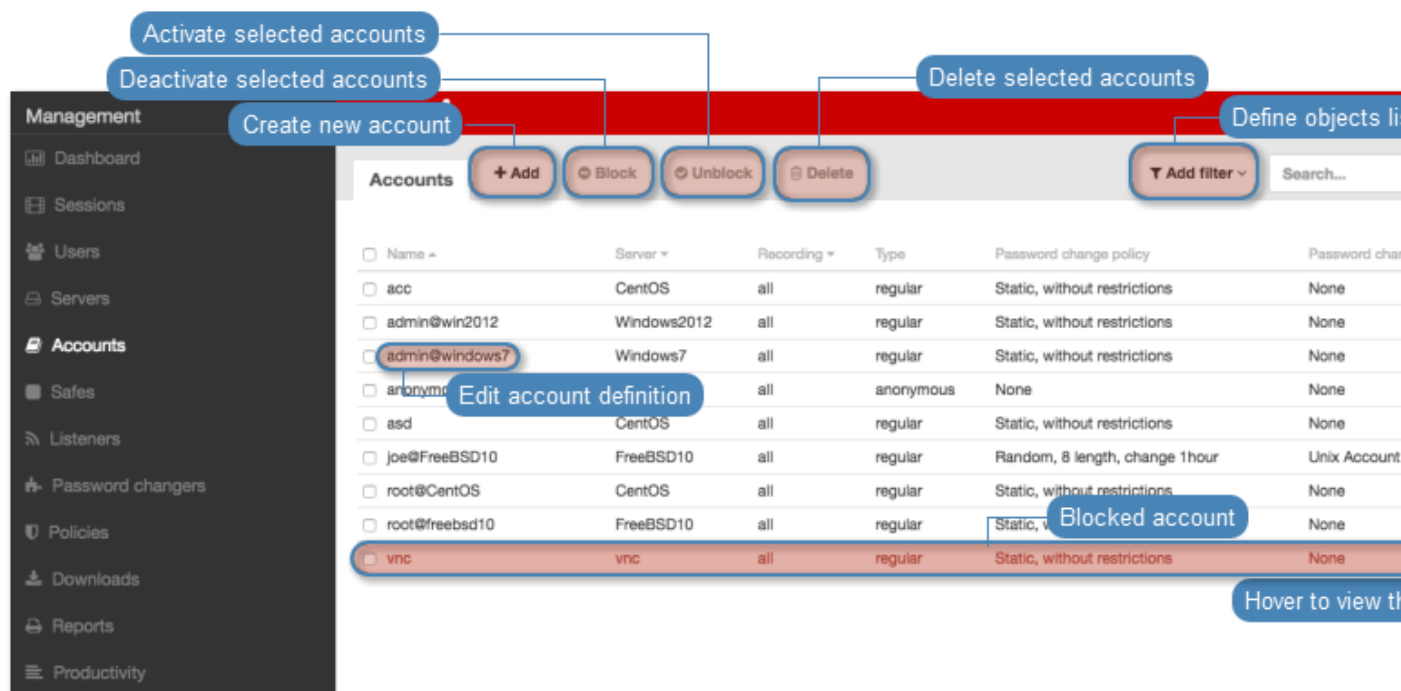 Activate selected accounts
Deactivate selected accounts
Delete selected accounts
Management
Create new account
Define objects lis
Dashboard
Accounts
+ Add
Block
Unblock
Delete
Add filter
Search...
Sessions
Users
Name Server Recording Type Password change policy Password chan
Servers
acc CentOS all regular Static, without restrictions None
admin@win2012 Windows2012 all regular Static, without restrictions None
Accounts
admin@windows7 Windows7 all regular Static, without restrictions None
Safes
anonymo all anonymous None None
Edit account definition
asd CentOS all regular Static, without restrictions None
Listeners
joe@FreeBSD10 FreeBSD10 all regular Random, 8 length, change 1hour Unix Account
Password changers
root@CentOS CentOS all regular Static, without restrictions None
root@freebsd10 FreeBSD10 all regular Static, None
Blocked account
Policies
vnc vnc all regular Static, without restrictions None
Downloads
Hover to view th
Reports
Productivity